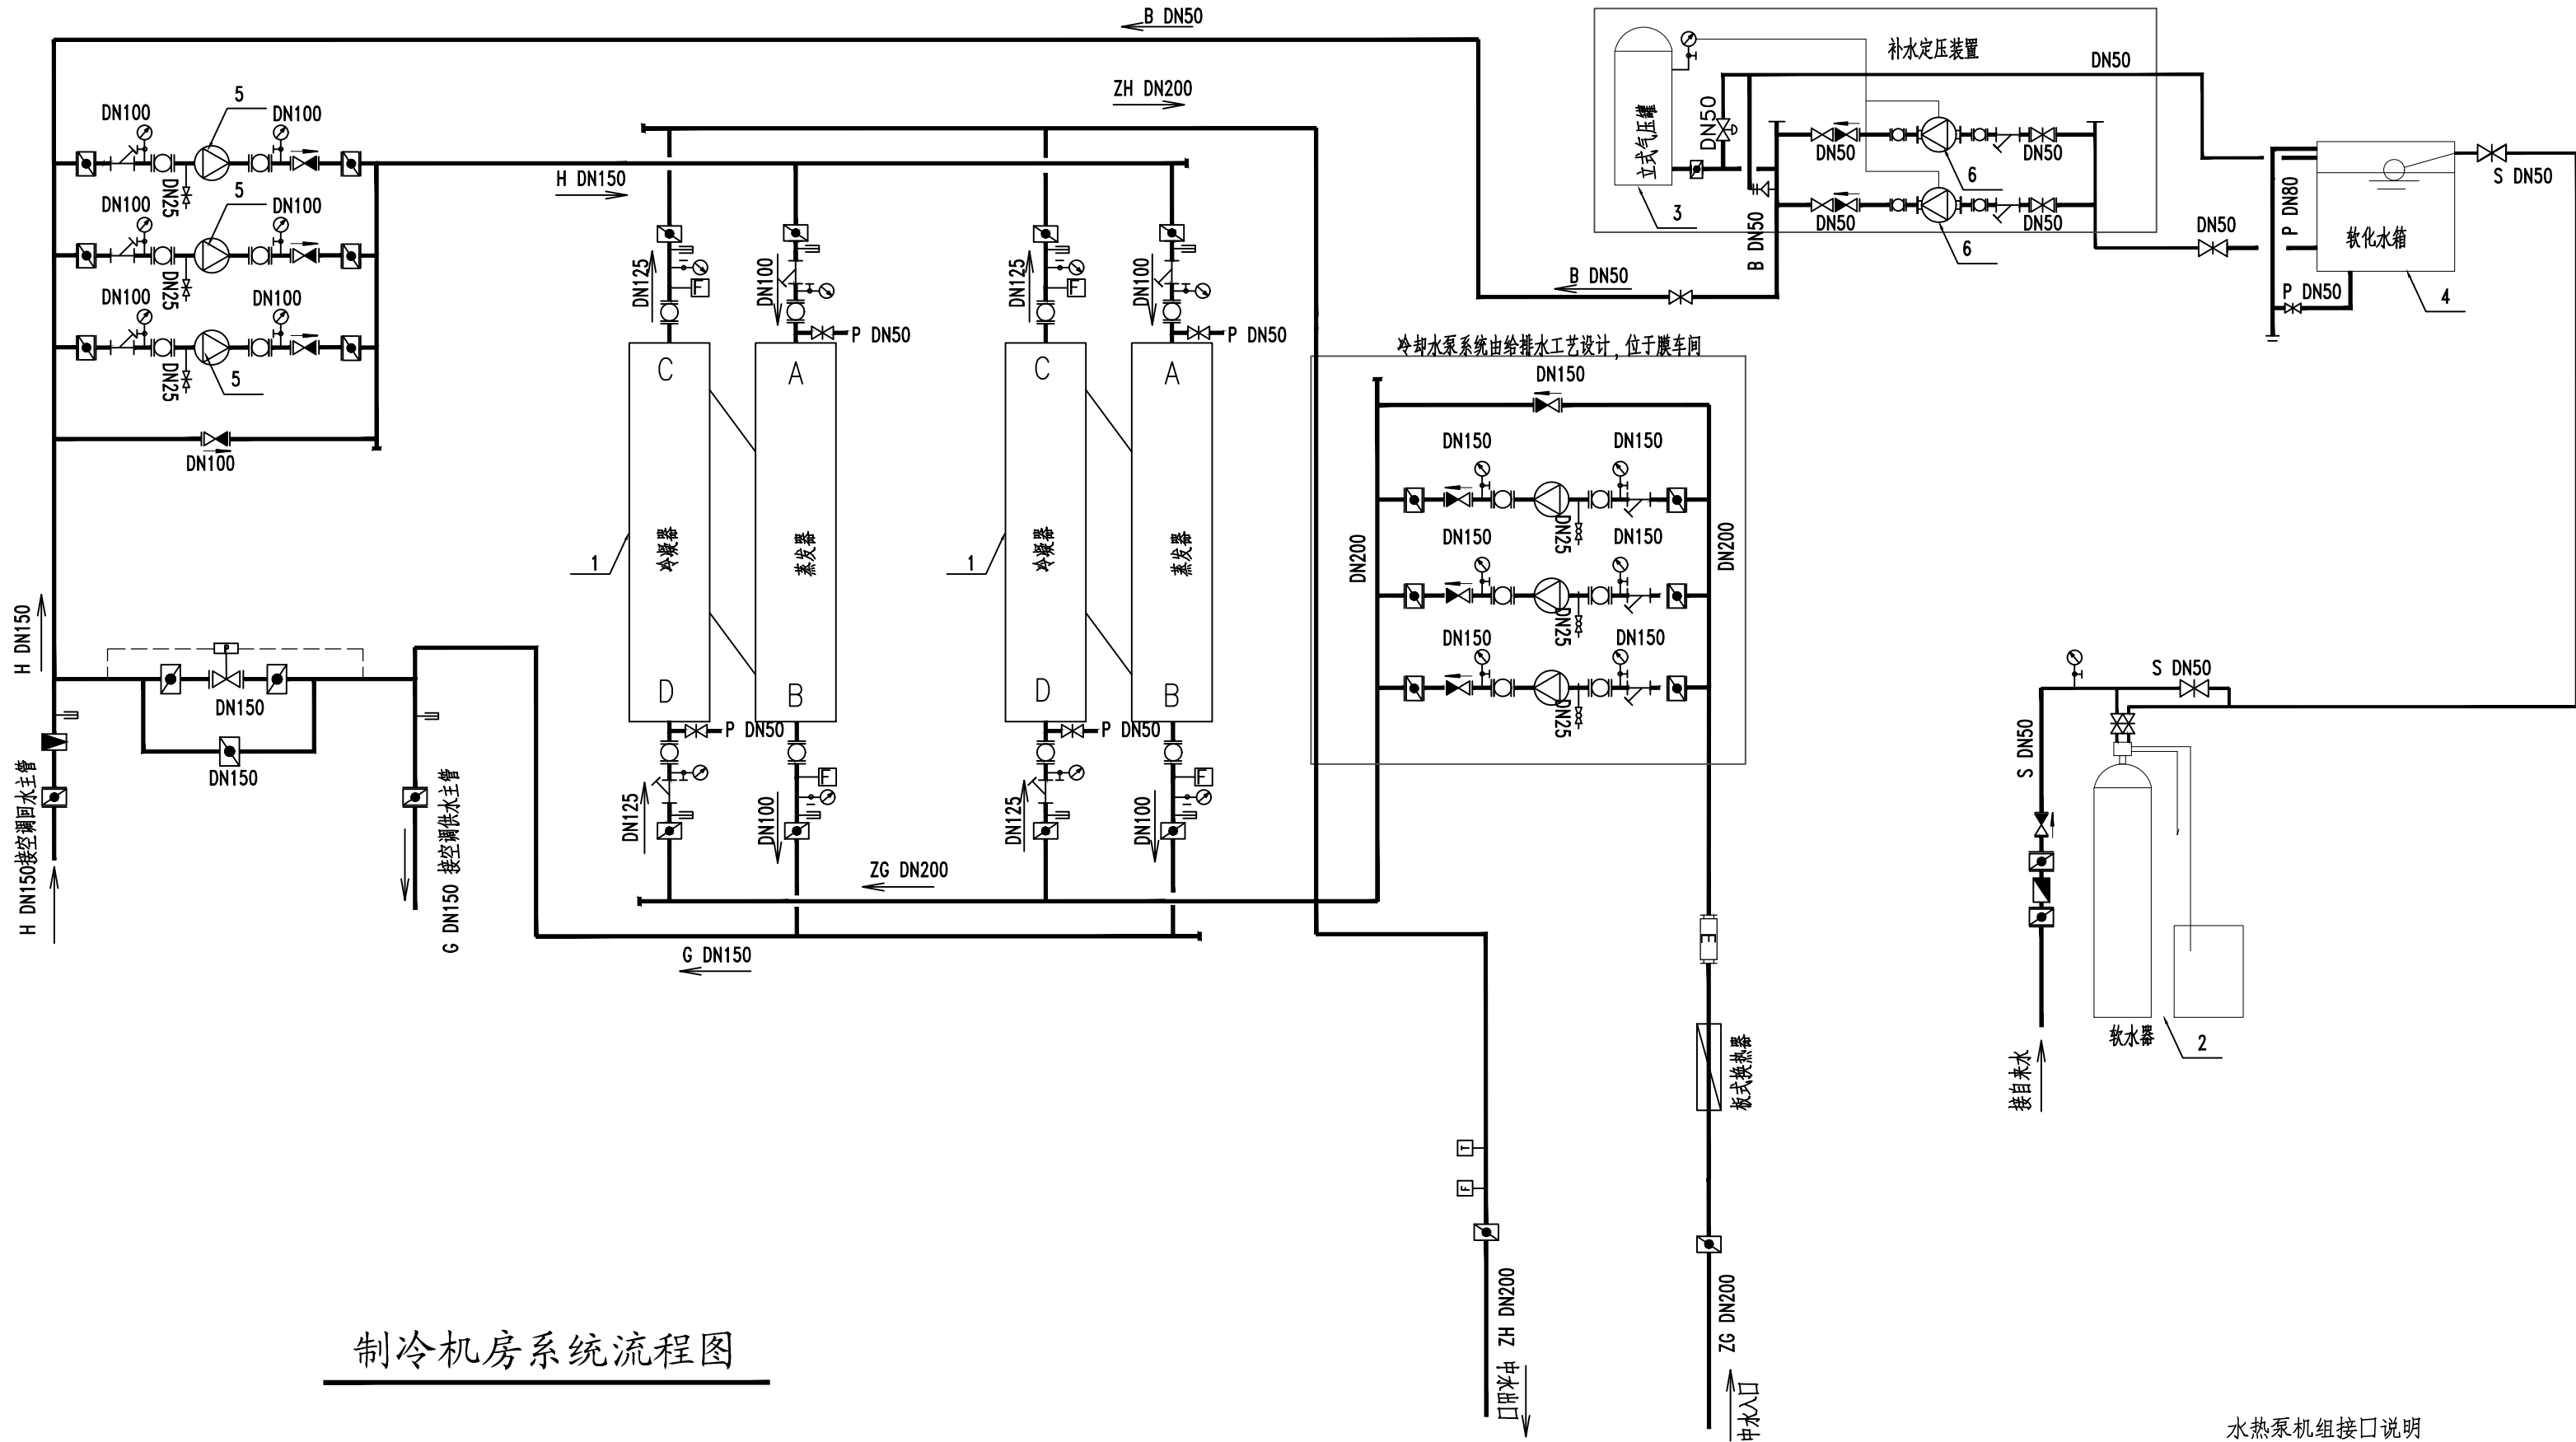 B DN50
ZH DN200
补水定压装置
DN50
DN100
5
DN100
立式气压罐
DN50
DN50
DN50
S DN50
H DN150
DN25
DN100
5
DN100
6
3
DN50
DN50
P DN80
软化水箱
DN50
B DN50
6
DN25
DN100
DN100
DN125
F
DN100
DN125
F
DN100
B DN50
P DN50
4
P DN50
P DN50
冷却水泵系统由给排水工艺设计,位于膜车间
DN25
5
C
A
C
A
DN150
DN100
DN150
DN150
DN25
1
冷凝器
蒸发器
1
冷凝器
蒸发器
DN200
DN150
DN150
DN200
DN25
H DN150
P
DN150
DN150
DN150
DN25
S DN50
D
B
D
B
P DN50
P DN50
DN150
H DN150接空调回水主管
G DN150 接空调供水主管
DN125
F
DN100
DN125
F
DN100
S DN50
ZG DN200
G DN150
E
板式换热器
软水器
2
接自来水
T
F
ZH DN200
中水出口
ZG DN200
中水入口
制冷机房系统流程图
水热泵机组接口说明